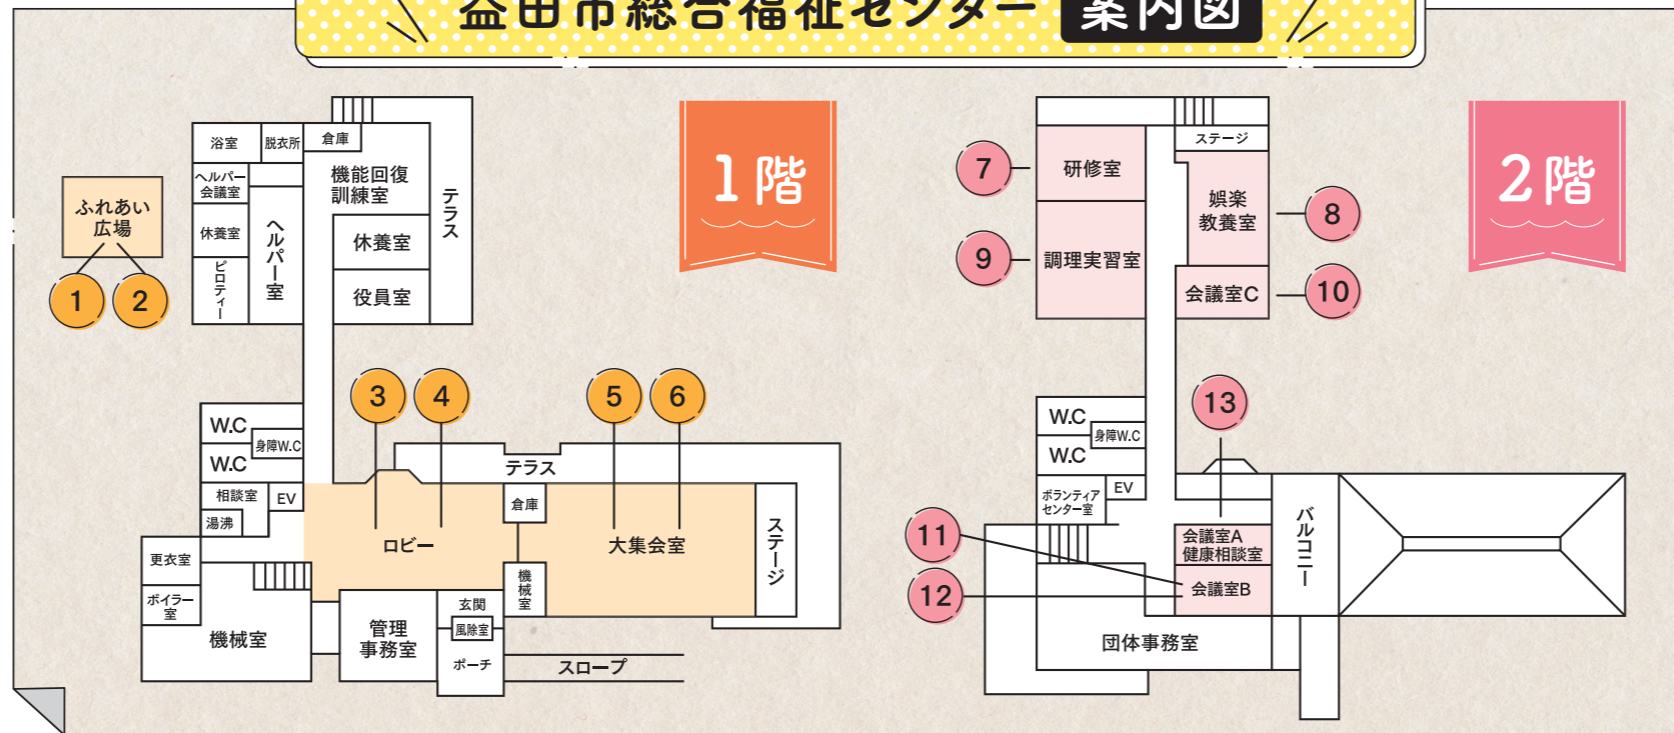 益田市総合福祉センター 案内図
1階
浴室
脱衣所
倉庫
ヘルパー
会議室
機能回復
訓練室
テラス
ふれあい
広場
休養室
ヘルパー室
休養室
ピロティー
役員室
1
2
3
4
5
6
W.C
身障W.C
W.C
テラス
相談室
EV
湯沸
倉庫
ロビー
大集会室
ステージ
更衣室
機械室
ボイラー
室
玄関
機械室
管理
事務室
風除室
ポーチ
スロープ
2階
ステージ
7
研修室
娯楽
教養室
8
9
調理実習室
会議室C
10
13
W.C
身障W.C
W.C
ボランティア
センター室
EV
バルコニー
11
会議室A
健康相談室
12
会議室B
団体事務室